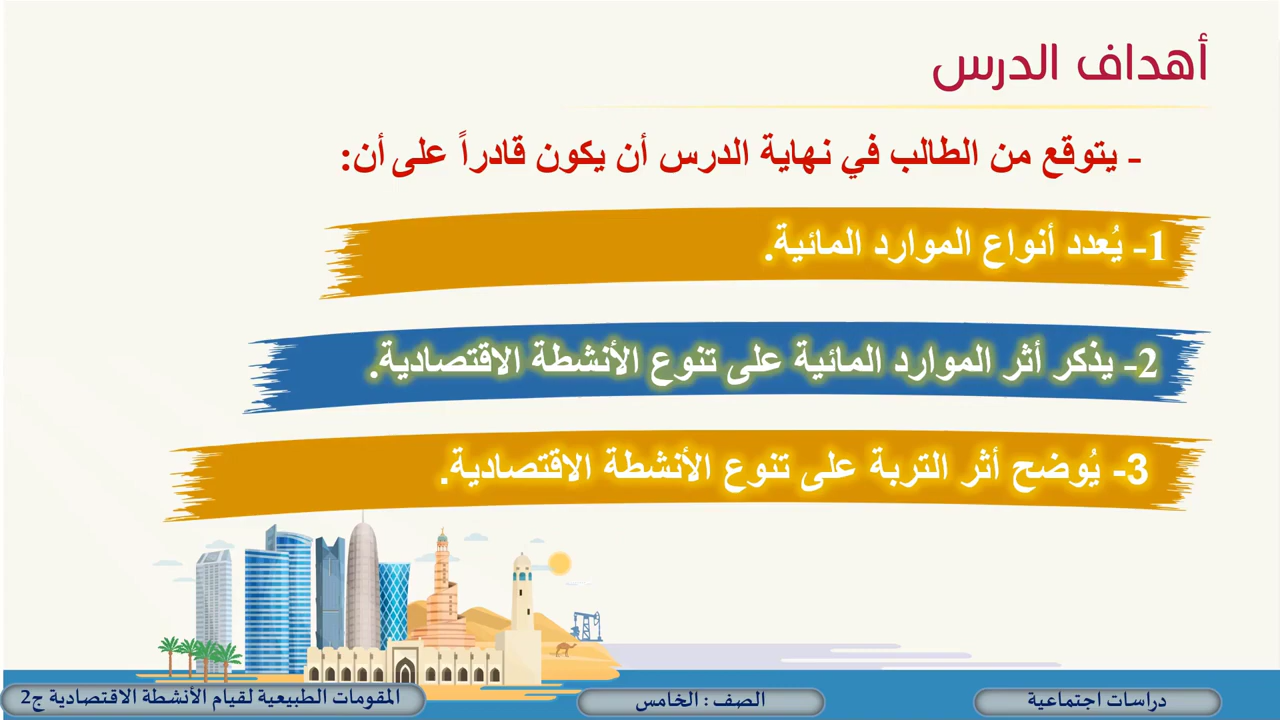 أهداف الدرس
- يتوقع من الطالب في نهاية الدرس أن يكون قادراً على أن:
1- يُعدد أنواع الموارد المائية.
2- يذكر أثر الموارد المائية على تنوع الأنشطة الاقتصادية.
3- يُوضح أثر التربة على تنوع الأنشطة الاقتصادية.
دراسات اجتماعية
الصف : الخامس
المقومات الطبيعية لقيام الأنشطة الاقتصادية ج2